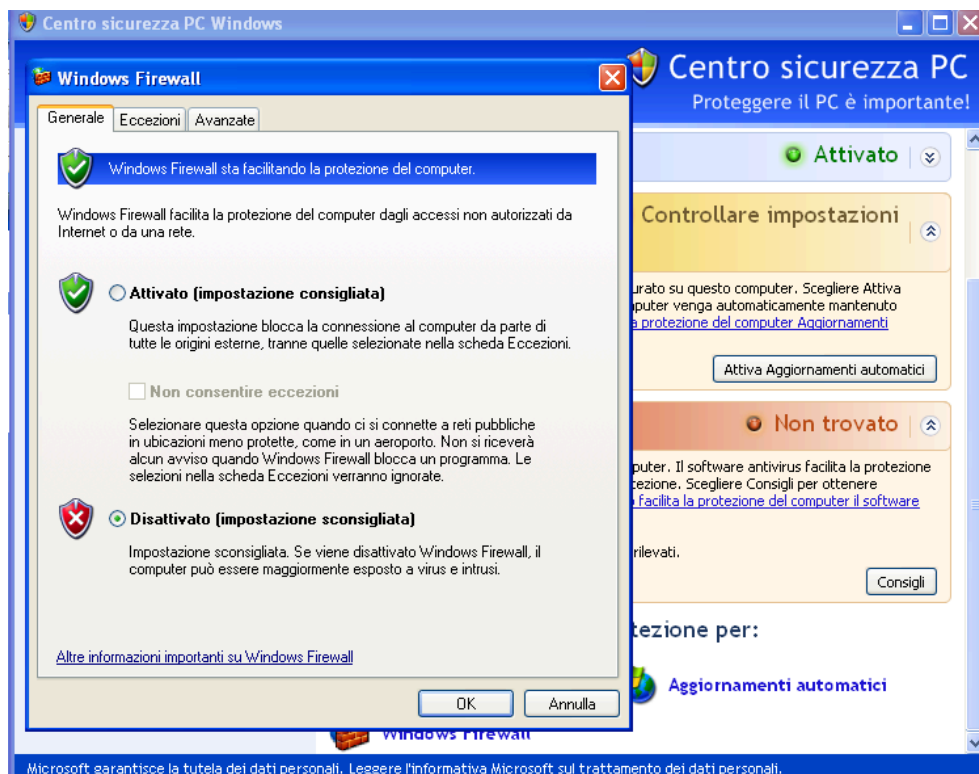 Centro sicurezza PC Windows
Centro sicurezza PC
Proteggere il PC è importante!
Windows Firewall
Generale
Eccezioni
Avanzate
Windows Firewall sta facilitando la protezione del computer.
Windows Firewall facilita la protezione del computer dagli accessi non autorizzati da
Internet o da una rete.
Attivato (impostazione consigliata)
Questa impostazione blocca la connessione al computer da parte di
tutte le origini esterne, tranne quelle selezionate nella scheda Eccezioni.
Non consentire eccezioni
Selezionare questa opzione quando ci si connette a reti pubbliche
in ubicazioni meno protette, come in un aeroporto. Non si riceverà
alcun avviso quando Windows Firewall blocca un programma. Le
selezioni nella scheda Eccezioni verranno ignorate.
Disattivato (impostazione sconsigliata)
Impostazione sconsigliata. Se viene disattivato Windows Firewall, il
computer può essere maggiormente esposto a virus e intrusi.
Altre informazioni importanti su Windows Firewall
OK
Annulla
Attivato
Controllare impostazioni
urato su questo computer. Scegliere Attiva
puter venga automaticamente mantenuto
a protezione del computer Aggiornamenti
Attiva Aggiornamenti automatici
Non trovato
puter. Il software antivirus facilita la protezione
tezione. Scegliere Consigli per ottenere
facilita la protezione del computer il software
rilevati.
Consigli
tezione per:
Aggiornamenti automatici
Windows Firewall
Microsoft garantisce la tutela dei dati personali. Leggere l'informativa Microsoft sul trattamento dei dati personali.